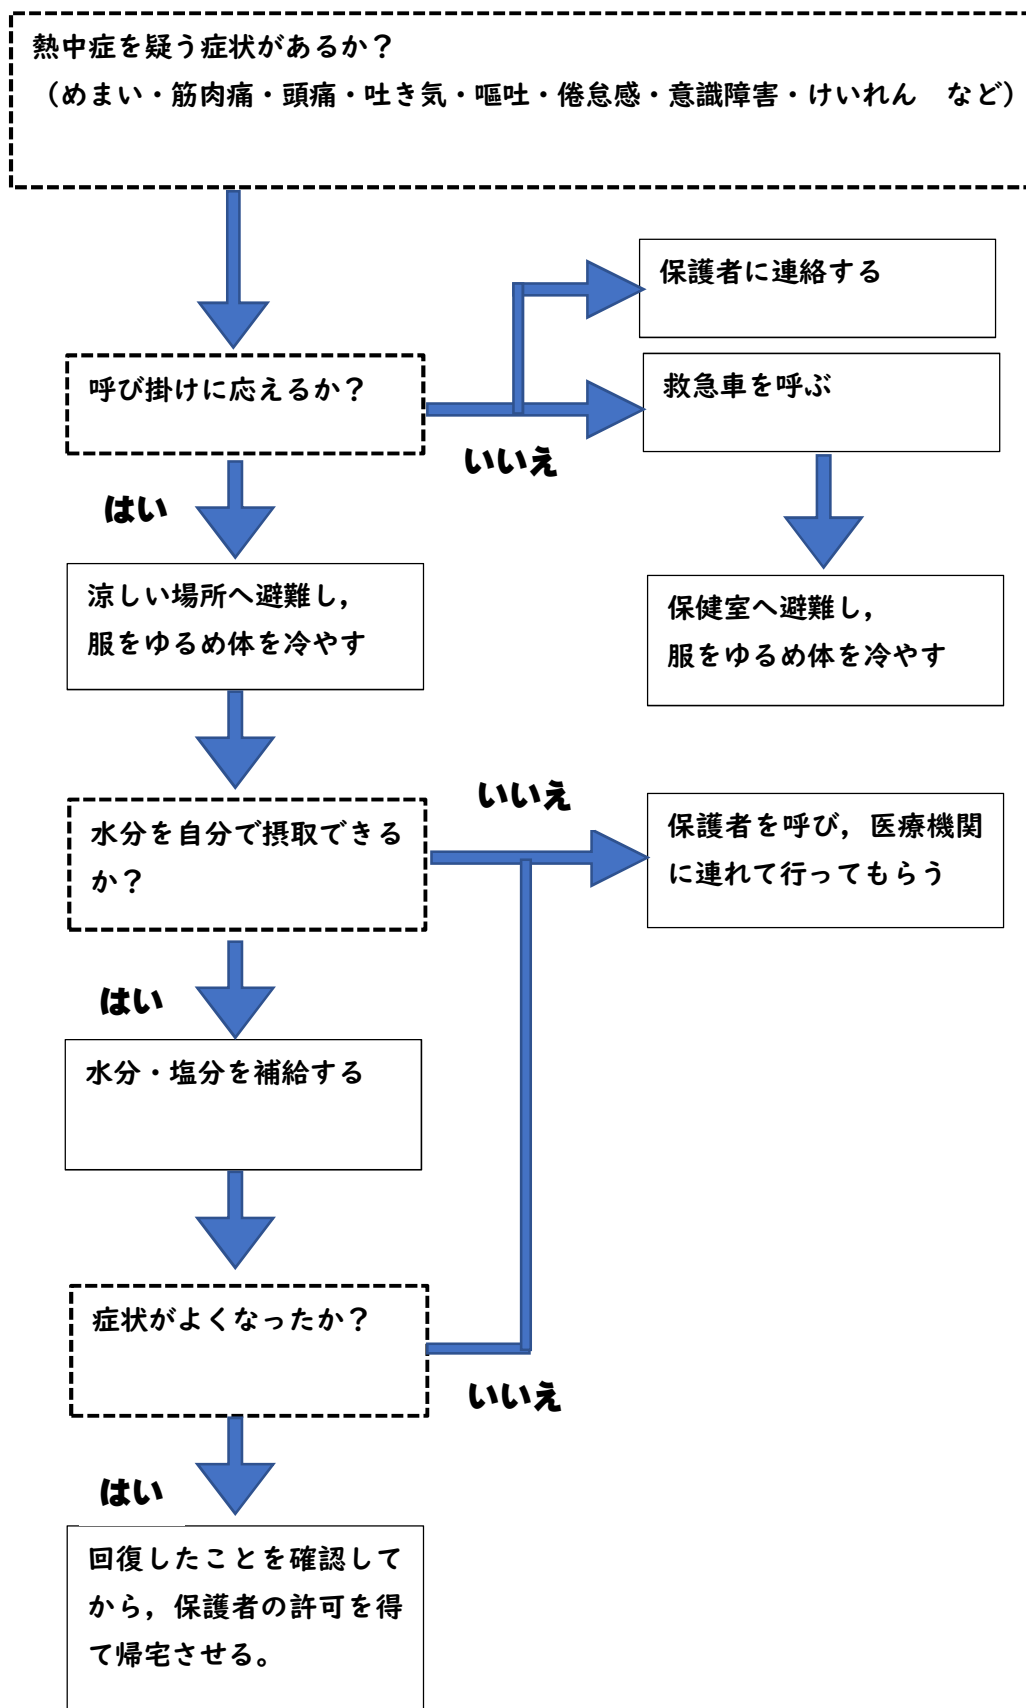 熱中症を疑う症状があるか？
（めまい・筋肉痛・頭痛・吐き気・嘔吐・倦怠感・意識障害・けいれん　など）
保護者に連絡する
呼び掛けに応えるか？
救急車を呼ぶ
いいえ
はい
涼しい場所へ避難し，
服をゆるめ体を冷やす
保健室へ避難し，
服をゆるめ体を冷やす
いいえ
水分を自分で摂取できる
か？
保護者を呼び，医療機関
に連れて行ってもらう
はい
水分・塩分を補給する
症状がよくなったか？
いいえ
はい
回復したことを確認して
から，保護者の許可を得
て帰宅させる。